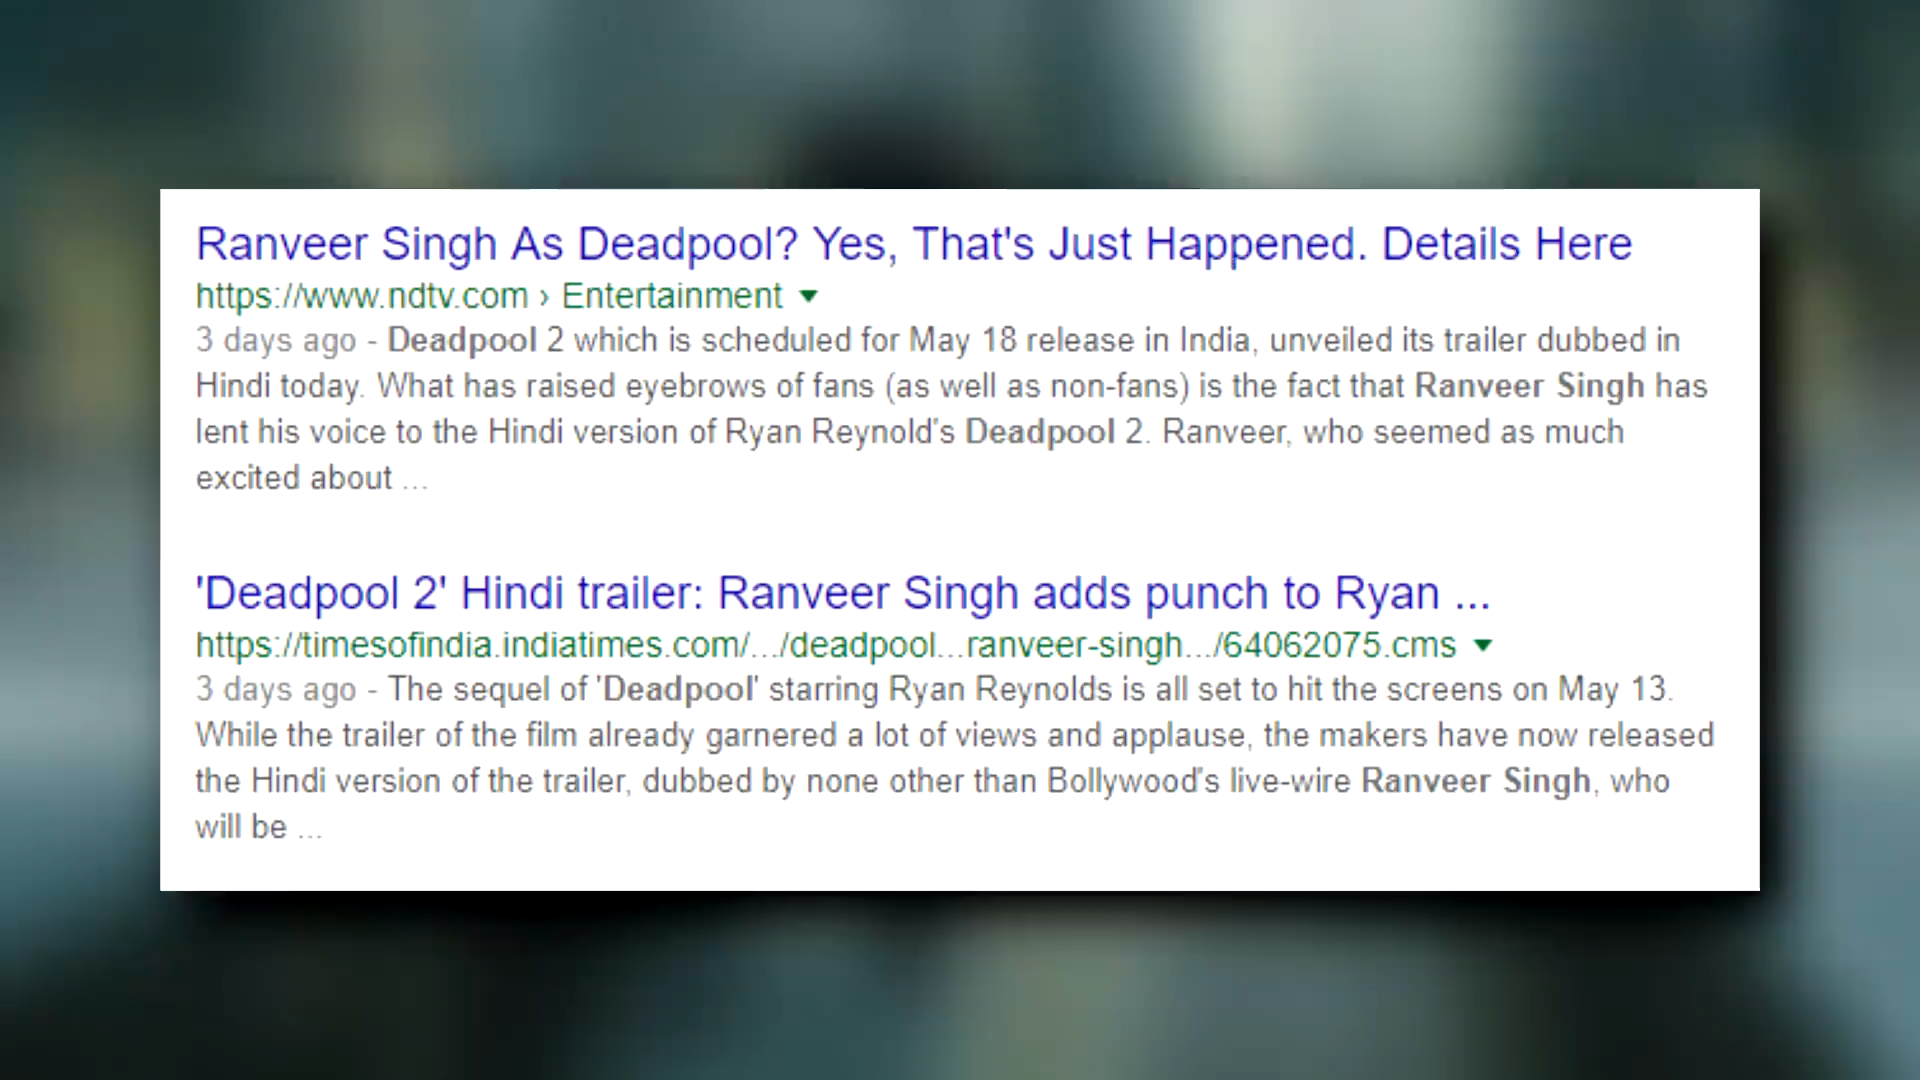 Ranveer Singh As Deadpool? Yes, That's Just Happened. Details Here
https://www.ndtv.com › Entertainment ▼
3 days ago - Deadpool 2 which is scheduled for May 18 release in India, unveiled its trailer dubbed in
Hindi today. What has raised eyebrows of fans (as well as non-fans) is the fact that Ranveer Singh has
lent his voice to the Hindi version of Ryan Reynold's Deadpool 2. Ranveer, who seemed as much
excited about ...
'Deadpool 2' Hindi trailer: Ranveer Singh adds punch to Ryan ...
https://timesofindia.indiatimes.com/.../deadpool...ranveer-singh.../64062075.cms ▼
3 days ago - The sequel of 'Deadpool' starring Ryan Reynolds is all set to hit the screens on May 13.
While the trailer of the film already garnered a lot of views and applause, the makers have now released
the Hindi version of the trailer, dubbed by none other than Bollywood's live-wire Ranveer Singh, who
will be ...